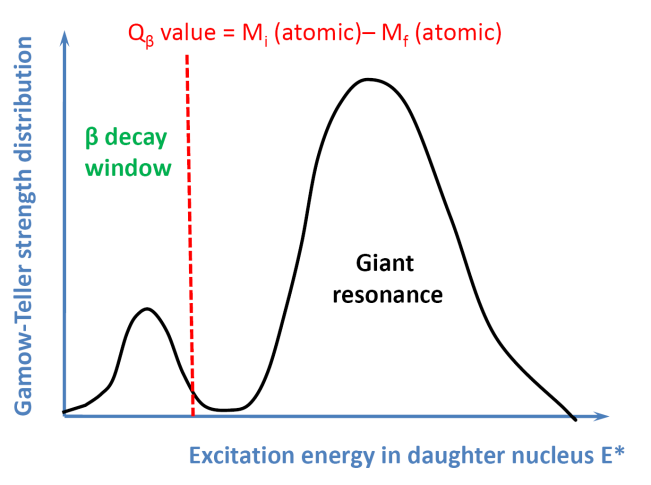 Qβ value = Mi (atomic)– Mf (atomic)
Gamow-Teller strength distribution
β decay
window
Giant
resonance
Excitation energy in daughter nucleus E*